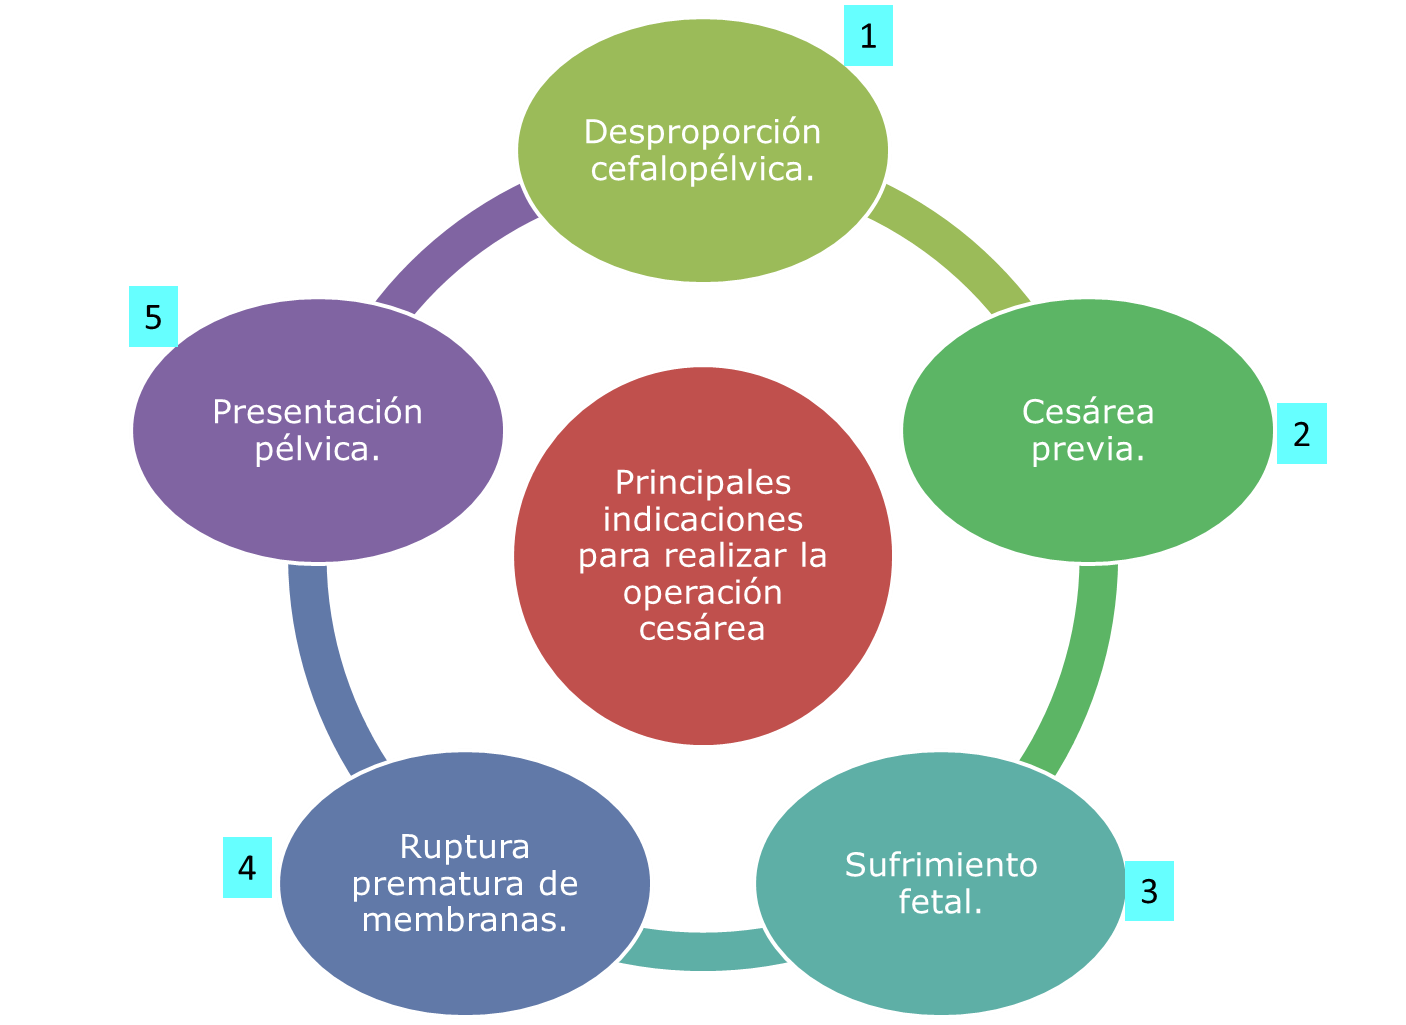 1
Desproporción
cefalopélvica.
5
Presentación
pélvica.
Cesárea
previa.
2
Principales
indicaciones
para realizar la
operación
cesárea
4
Ruptura
prematura de
membranas.
Sufrimiento
fetal.
3